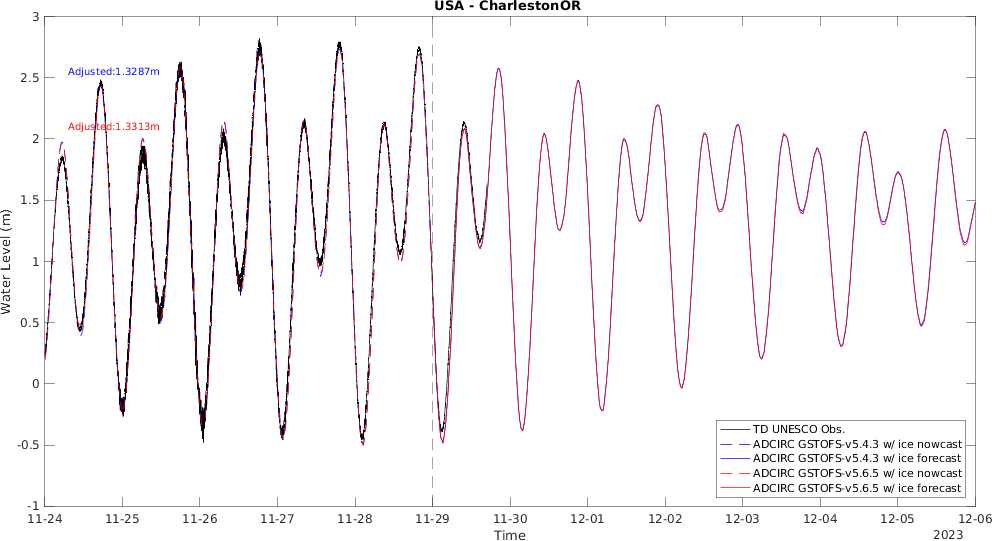 USA - CharlestonOR
3
2.5
2
1.5
1
0.5
0
-0.5
-1
Water Level (m)
Adjusted:1.3287m
Adjusted:1.3313m
TD UNESCO Obs.
ADCIRC GSTOFS-v5.4.3 w/ ice nowcast
ADCIRC GSTOFS-v5.4.3 w/ ice forecast
ADCIRC GSTOFS-v5.6.5 w/ ice nowcast
ADCIRC GSTOFS-v5.6.5 w/ ice forecast
11-24 11-25 11-26 11-27 11-28 11-29 11-30 12-01 12-02 12-03 12-04 12-05 12-06
Time
2023